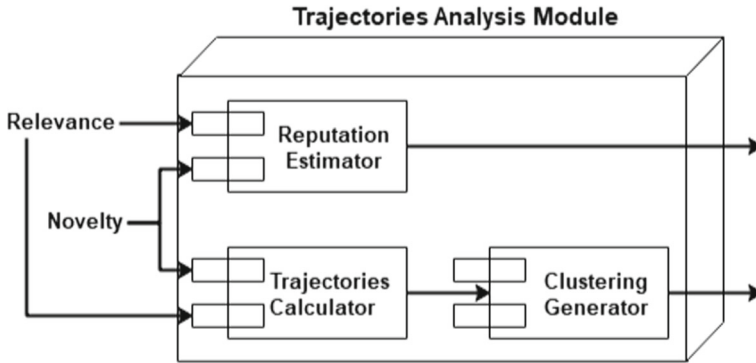 Trajectories Analysis Module
Relevance
Reputation
Estimator
Novelty
Trajectories
Calculator
Clustering
Generator